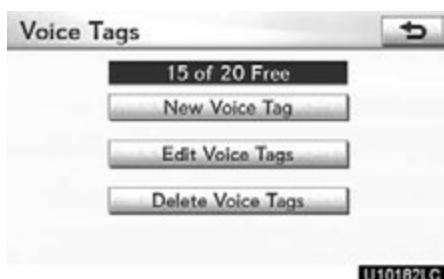 Voice Tags
15 of 20 Free
New Voice Tag
Edit Voice Tags
Delete Voice Tags
U10182LC